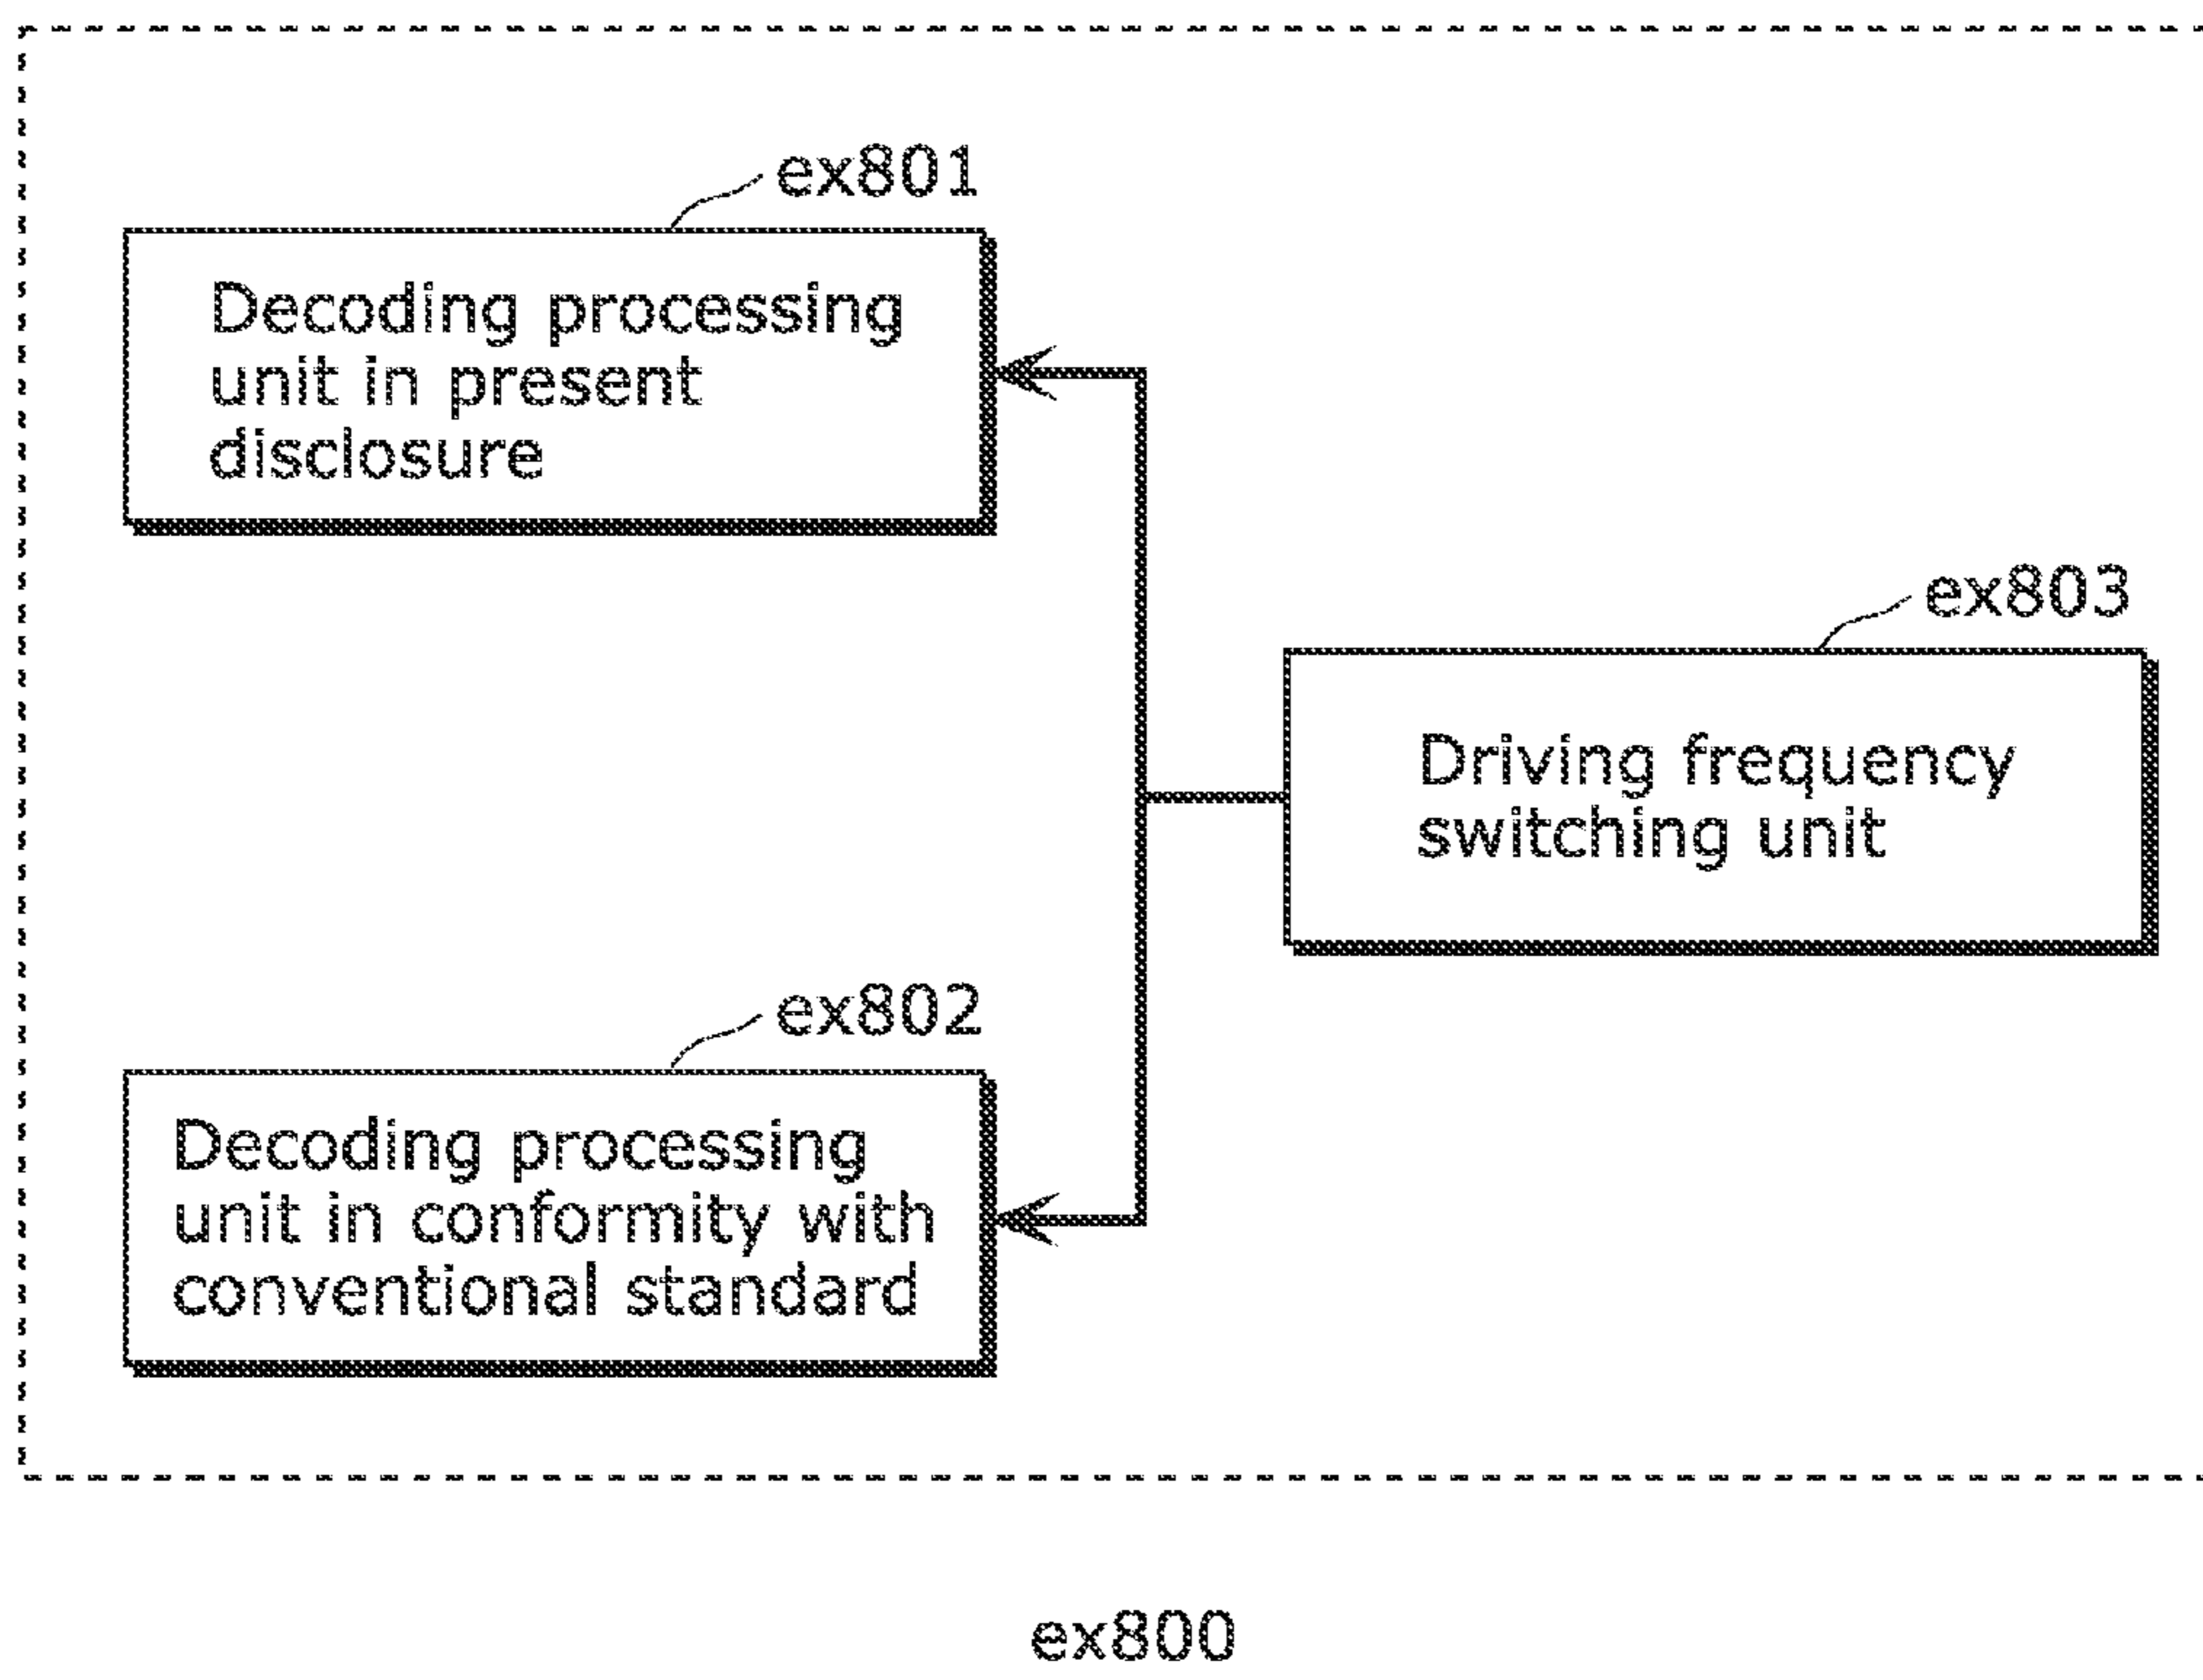 ex801
Decoding processing
unit in present
disclosure
ex803
Driving frequency
switching unit
ex802
Decoding processing
unit in conformity with
conventional standard
ex800